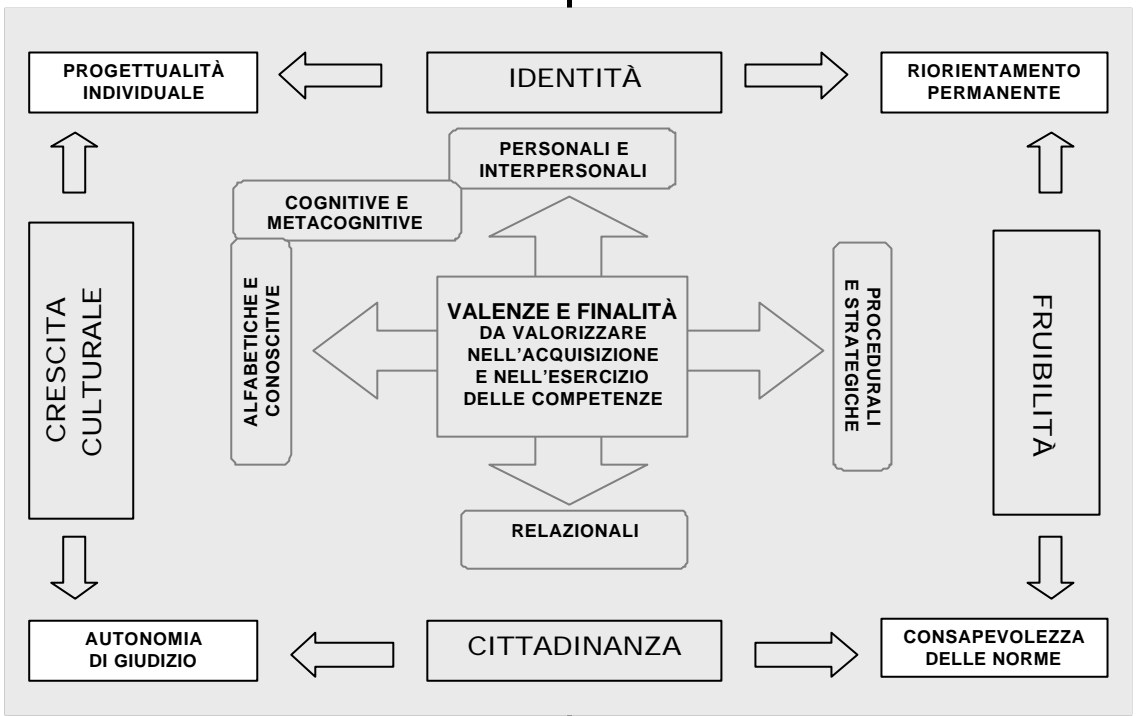 PROGETTUALITÀ
INDIVIDUALE
IDENTITÀ
RIORIENTAMENTO
PERMANENTE
PERSONALI E
INTERPERSONALI
COGNITIVE E
METACOGNITIVE
CRESCITA
CULTURALE
ALFABETICHE E
CONOSCITIVE
VALENZE E FINALITÀ
DA VALORIZZARE
NELL'ACQUISIZIONE
E NELL'ESERCIZIO
DELLE COMPETENZE
PROCEDURALI
E STRATEGICHE
FRUIBILITÀ
RELAZIONALI
AUTONOMIA
DI GIUDIZIO
CITTADINANZA
CONSAPEVOLEZZA
DELLE NORME